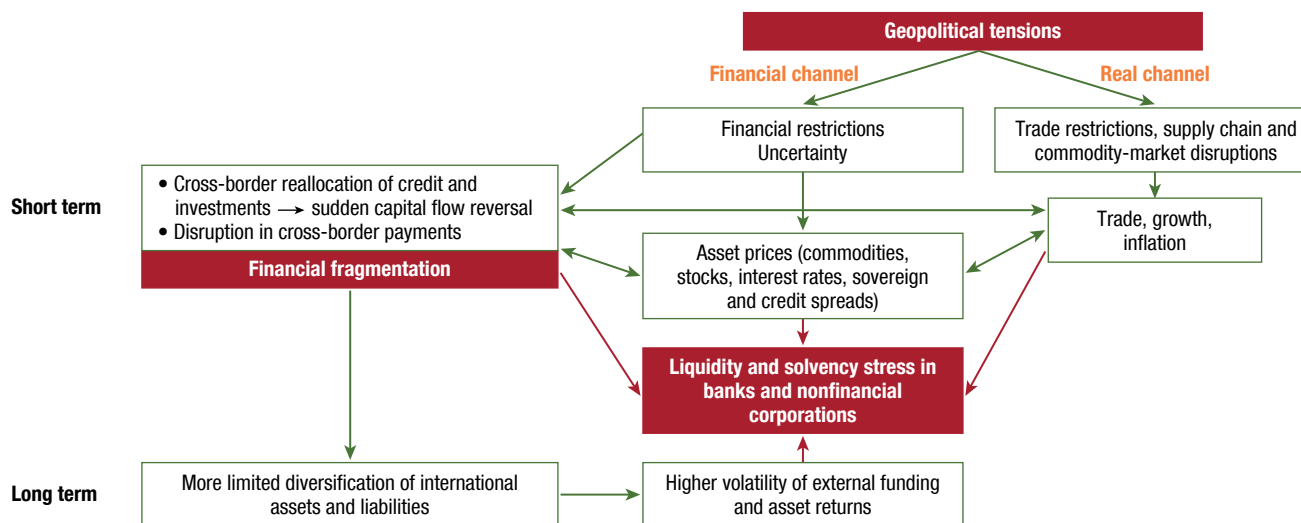 Geopolitical tensions
Financial channel
Real channel
Financial restrictions
Uncertainty
Trade restrictions, supply chain and
commodity-market disruptions
Short term
• Cross-border reallocation of credit and
investments → sudden capital flow reversal
• Disruption in cross-border payments
Financial fragmentation
Asset prices (commodities,
stocks, interest rates, sovereign
and credit spreads)
Trade, growth,
inflation
Liquidity and solvency stress in
banks and nonfinancial
corporations
Long term
More limited diversification of international
assets and liabilities
Higher volatility of external funding
and asset returns